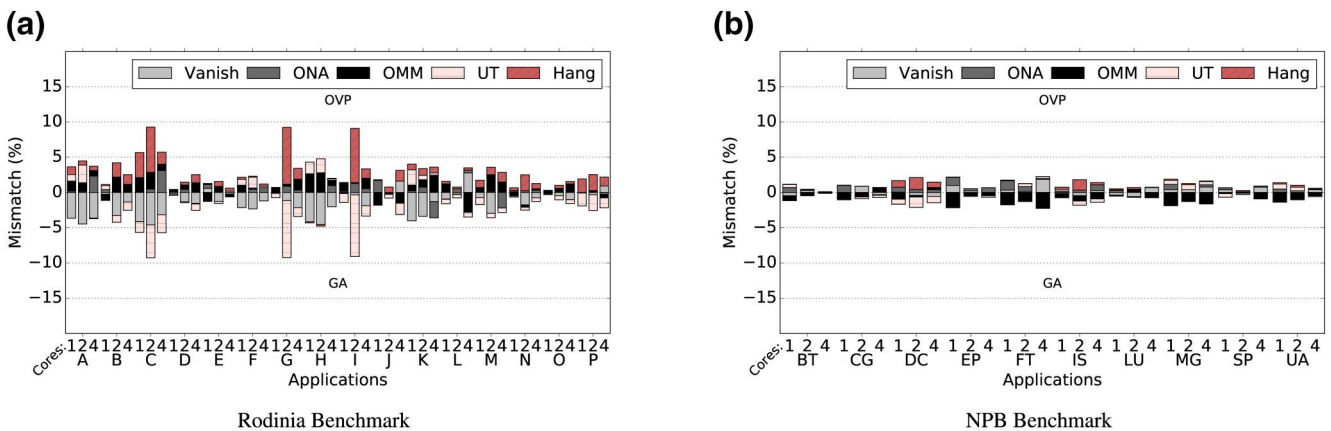 (a)
Vanish ONA OMM UT Hang
OVP
Mismatch (%)
15
10
5
0
−5
−10
−15
GA
Cores: 124 124 124 124 124 124 124 124 124 124 124 124 124 124 124 124
A B C D E F G H I J K L M N O P
Applications
Rodinia Benchmark
(b)
Vanish ONA OMM UT Hang
OVP
Mismatch (%)
15
10
5
0
−5
−10
−15
GA
Cores: 1 2 4 1 2 4 1 2 4 1 2 4 1 2 4 1 2 4 1 2 4 1 2 4 1 2 4 1 2 4
BT CG DC EP FT IS LU MG SP UA
Applications
NPB Benchmark